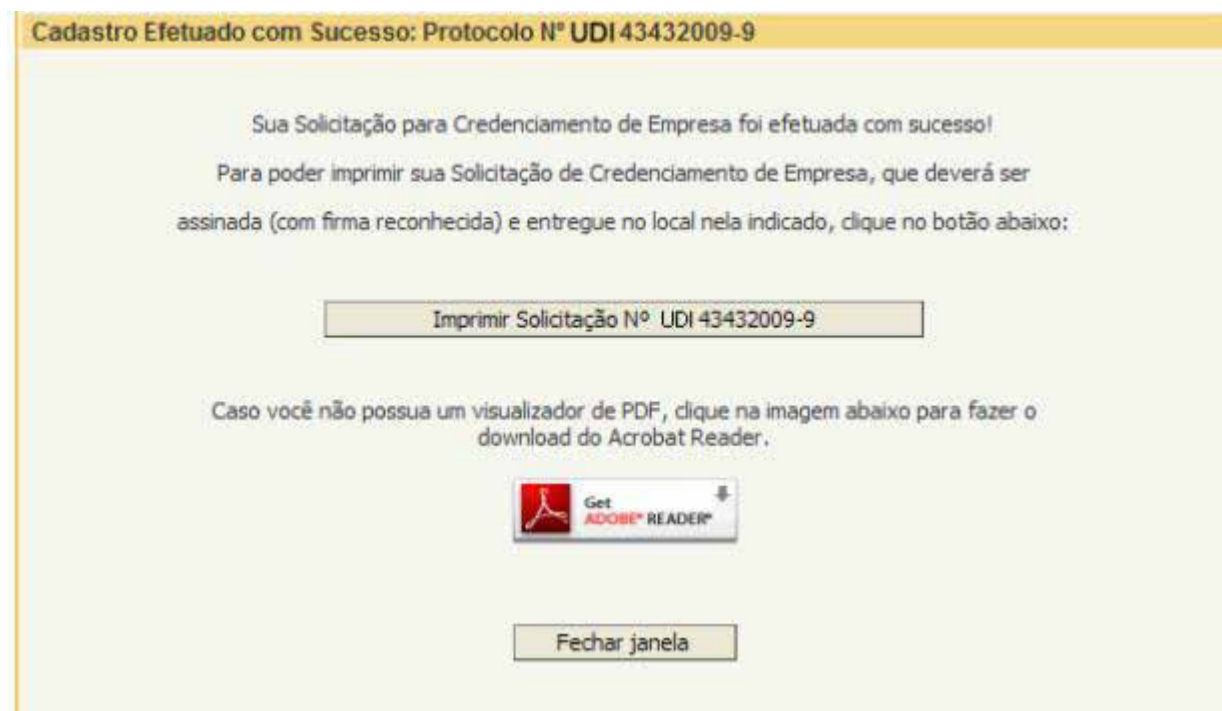 Cadastro Efetuado com Sucesso: Protocolo Nº UDI 43432009-9
Sua Solicitação para Credenciamento de Empresa foi efetuada com sucesso!
Para poder imprimir sua Solicitação de Credenciamento de Empresa, que deverá ser
assinada (com firma reconhecida) e entregue no local nela indicado, clique no botão abaixo:
Imprimir Solicitação Nº UDI 43432009-9
Caso você não possua um visualizador de PDF, clique na imagem abaixo para fazer o
download do Acrobat Reader.
Get
ADOBE® READER®
Fechar janela